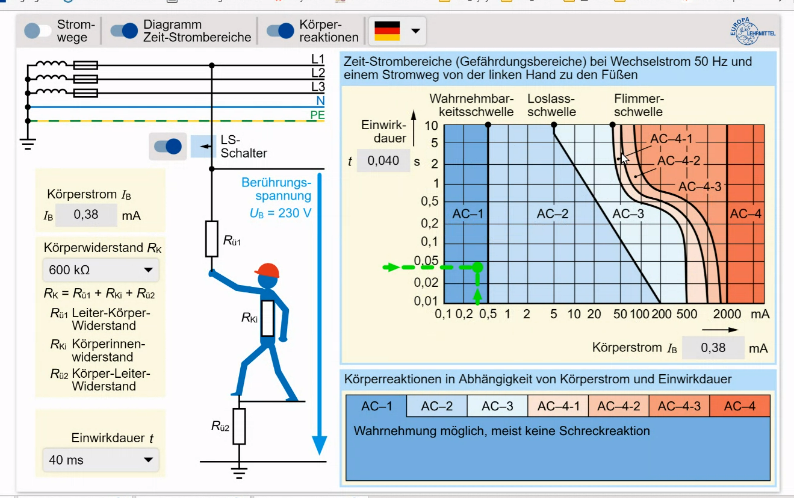 Strom-
wege
Diagramm
Zeit-Strombereiche
Körper-
reaktionen
EUROPA
LEHRMITTEL
L1
L2
L3
N
PE
LS-
Schalter
Berührungs-
spannung
UB = 230 V
Körperstrom IB
IB 0,38 mA
Körperwiderstand RK
600 kΩ
RK = Rü1 + RKi + Rü2
Rü1 Leiter-Körper-
Widerstand
RKi Körperinnen-
widerstand
Rü2 Körper-Leiter-
Widerstand
Einwirkdauer t
40 ms
Rü1
RKi
Rü2
Zeit-Strombereiche (Gefährdungsbereiche) bei Wechselstrom 50 Hz und
einem Stromweg von der linken Hand zu den Füßen
Wahrnehmbar-
keitsschwelle
Loslass-
schwelle
Flimmer-
schwelle
Einwirk-
dauer
t 0,040 s
10
5
2
1
0,5
0,2
0,1
0,05
0,02
0,01
AC–1
AC–2
AC–3
AC–4-1
AC–4-2
AC–4-3
AC–4
0,1 0,2 0,5 1 2 5 10 20 50 100 200 500 2000 mA
Körperstrom IB 0,38 mA
Körperreaktionen in Abhängigkeit von Körperstrom und Einwirkdauer
AC–1 AC–2 AC–3 AC–4-1 AC–4-2 AC–4-3 AC–4
Wahrnehmung möglich, meist keine Schreckreaktion